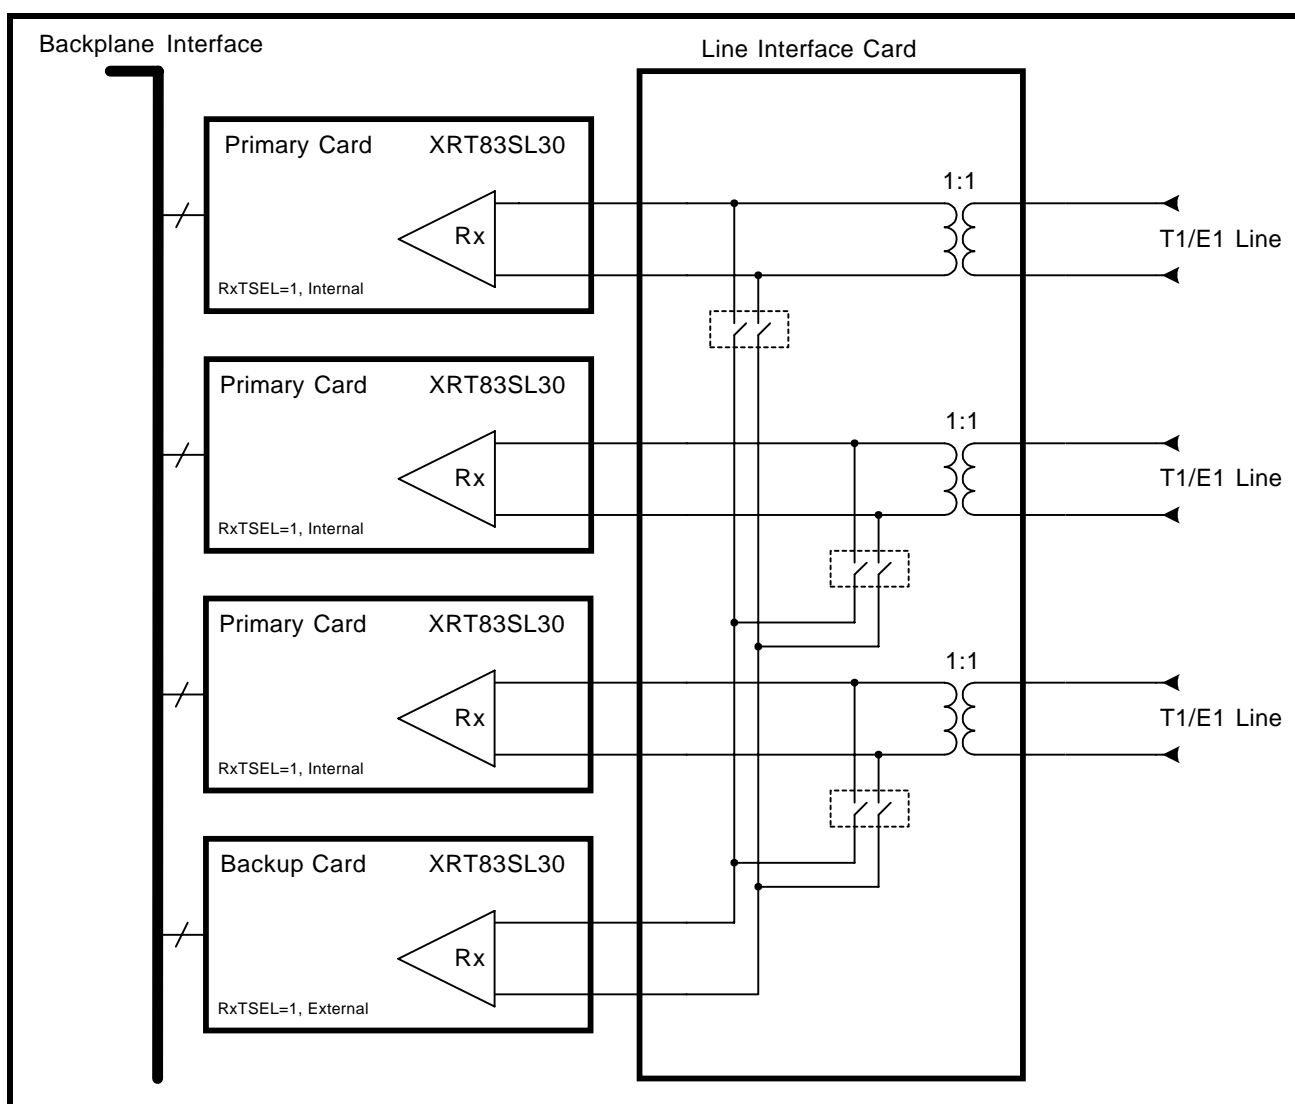 Backplane Interface
Line Interface Card
Primary Card XRT83SL30
1:1
Rx
T1/E1 Line
RxTSEL=1, Internal
Primary Card XRT83SL30
1:1
Rx
T1/E1 Line
RxTSEL=1, Internal
Primary Card XRT83SL30
1:1
Rx
T1/E1 Line
RxTSEL=1, Internal
Backup Card XRT83SL30
Rx
RxTSEL=1, External